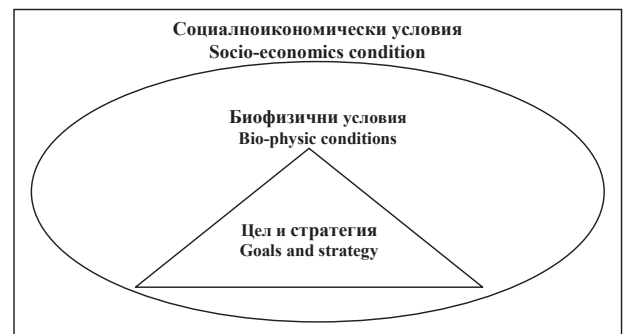 Социалноикономически условия
Socio-economics condition
Биофизични условия
Bio-physic conditions
Цел и стратегия
Goals and strategy